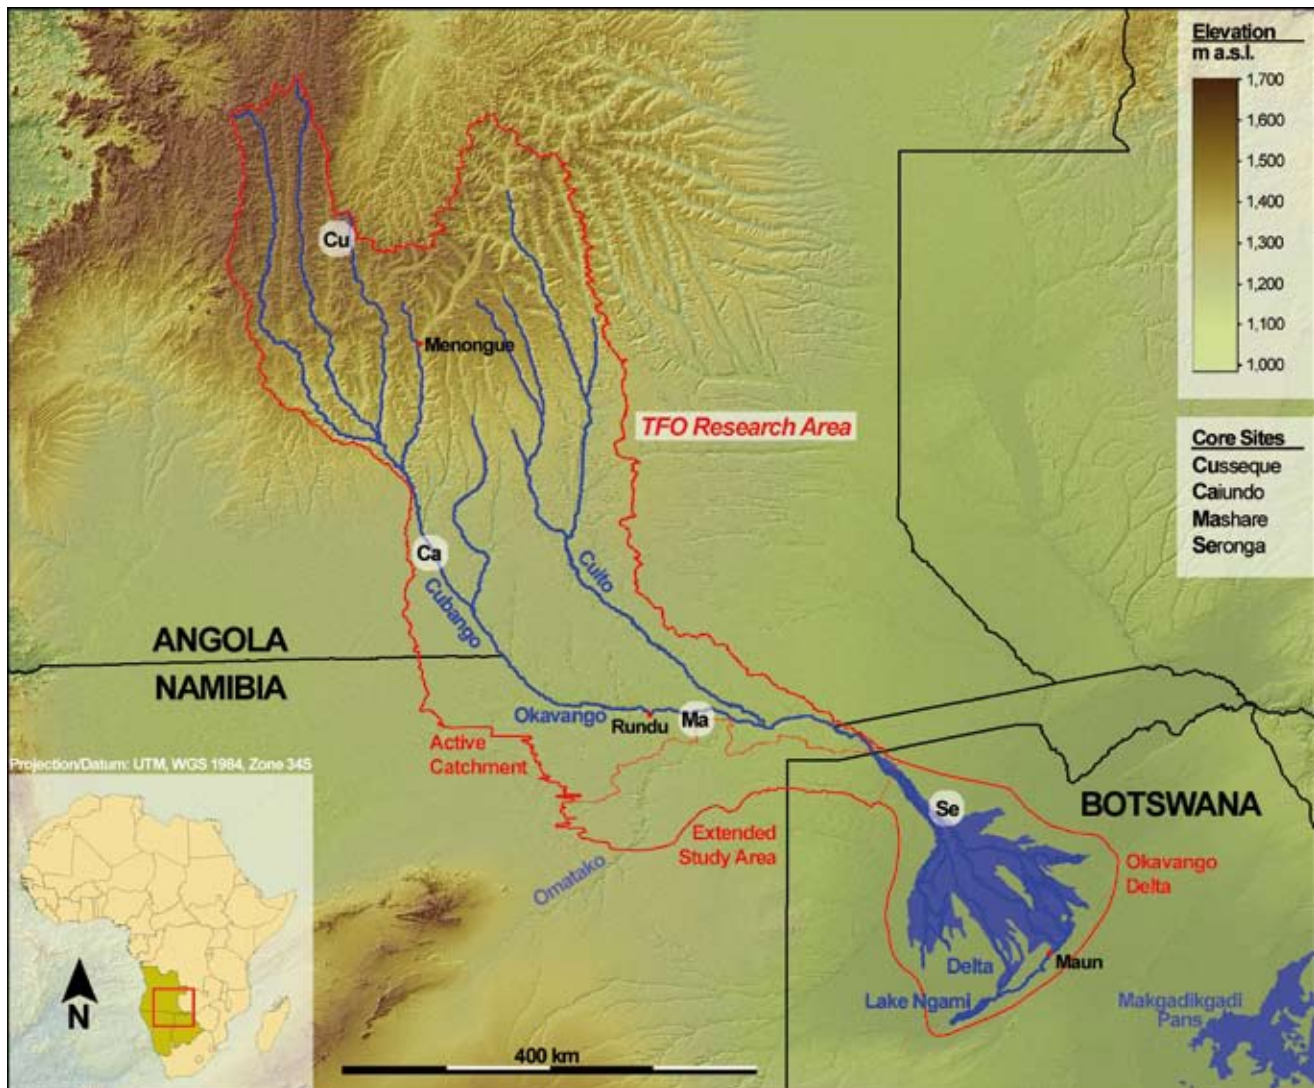 Elevation
m a.s.l.
1,700
1,600
1,500
1,400
1,300
1,200
1,100
1,000
Cu
Menongue
TFO Research Area
Core Sites
Cusseque
Caiundo
Mashare
Seronga
Ca
Cubango
Cuito
ANGOLA
NAMIBIA
Okavango
Rundu
Ma
Active
Catchment
Projection/Datum: UTM, WGS 1984, Zone 34S
Se
BOTSWANA
Extended
Study Area
Omatako
Okavango
Delta
Delta
Maun
Lake Ngami
Makgadikgadi
Pans
N
400 km